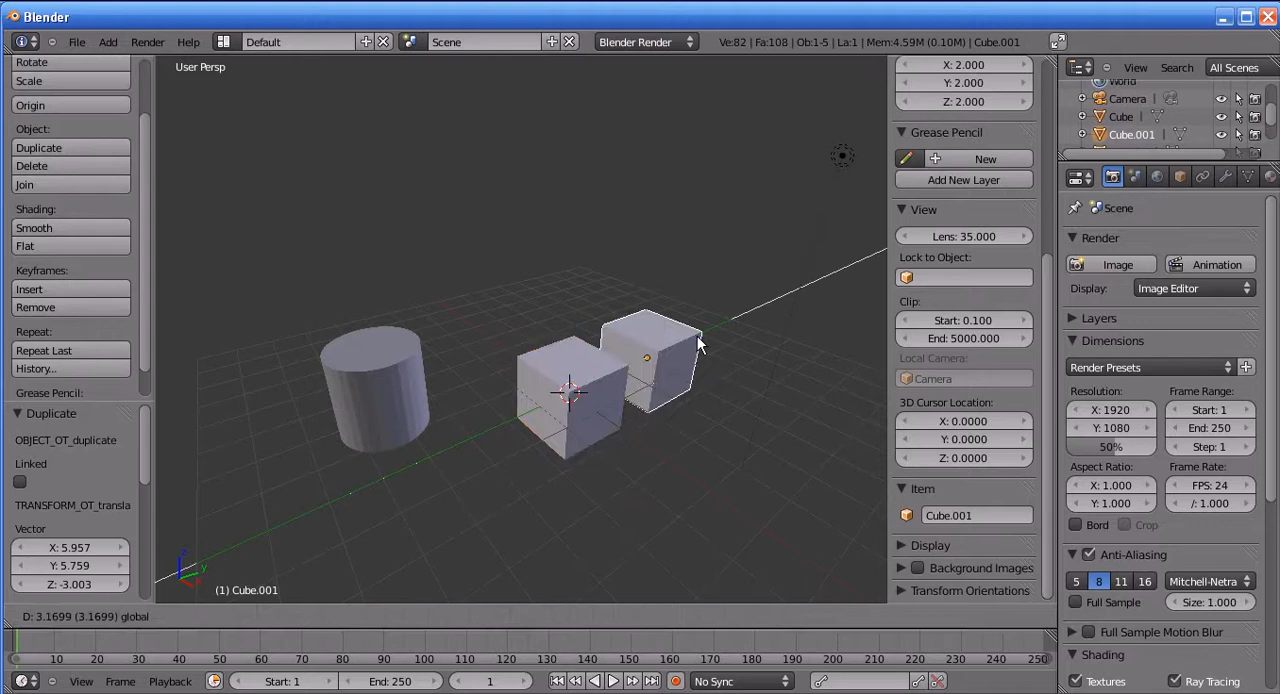 Blender
File Add Render Help Default Scene Blender Render Ve:82 | Fa:108 | Ob:1-5 | La:1 | Mem:4.59M (0.10M) | Cube.001
Rotate
Scale
Origin
Object:
Duplicate
Delete
Join
Shading:
Smooth
Flat
Keyframes:
Insert
Remove
Repeat:
Repeat Last
History...
Grease Pencil:
Duplicate
OBJECT_OT_duplicate
Linked
TRANSFORM_OT_transla
Vector
X: 5.957
Y: 5.759
Z: -3.003
User Persp
(1) Cube.001
X: 2.000
Y: 2.000
Z: 2.000
Grease Pencil
New
Add New Layer
View
Lens: 35.000
Lock to Object:
Clip:
Start: 0.100
End: 5000.000
Local Camera:
Camera
3D Cursor Location:
X: 0.0000
Y: 0.0000
Z: 0.0000
Item
Cube.001
Display
Background Images
Transform Orientations
View Search All Scenes
World
Camera
Cube
Cube.001
Scene
Render
Image Animation
Display: Image Editor
Layers
Dimensions
Render Presets
Resolution: Frame Range:
X: 1920 Start: 1
Y: 1080 End: 250
50% Step: 1
Aspect Ratio: Frame Rate:
X: 1.000 FPS: 24
Y: 1.000 /: 1.000
Bord Crop
Anti-Aliasing
5 8 11 16 Mitchell-Netra
Full Sample Size: 1.000
Full Sample Motion Blur
Shading
Textures Ray Tracing
D: 3.1699 (3.1699) global
10 20 30 40 50 60 70 80 90 100 110 120 130 140 150 160 170 180 190 200 210 220 230 240 250
View Frame Playback Start: 1 End: 250 1 No Sync
x
y